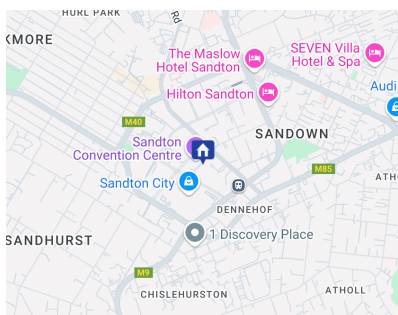 HURL PARK
Rd
KMORE
The Maslow
Hotel Sandton
SEVEN Villa
Hotel & Spa
Hilton Sandton
Audi
M40
SANDOWN
Sandton
Convention Centre
M85
Sandton City
ATH
DENNEHOF
1 Discovery Place
SANDHURST
M9
CHISLEHURSTON
ATHOLL